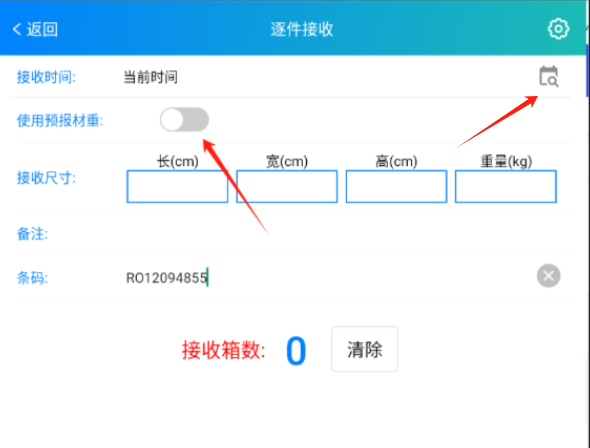 返回 逐件接收
接收时间: 当前时间
使用预报材重:
长(cm) 宽(cm) 高(cm) 重量(kg)
接收尺寸:
备注:
条码: RO12094855
接收箱数: 0 清除